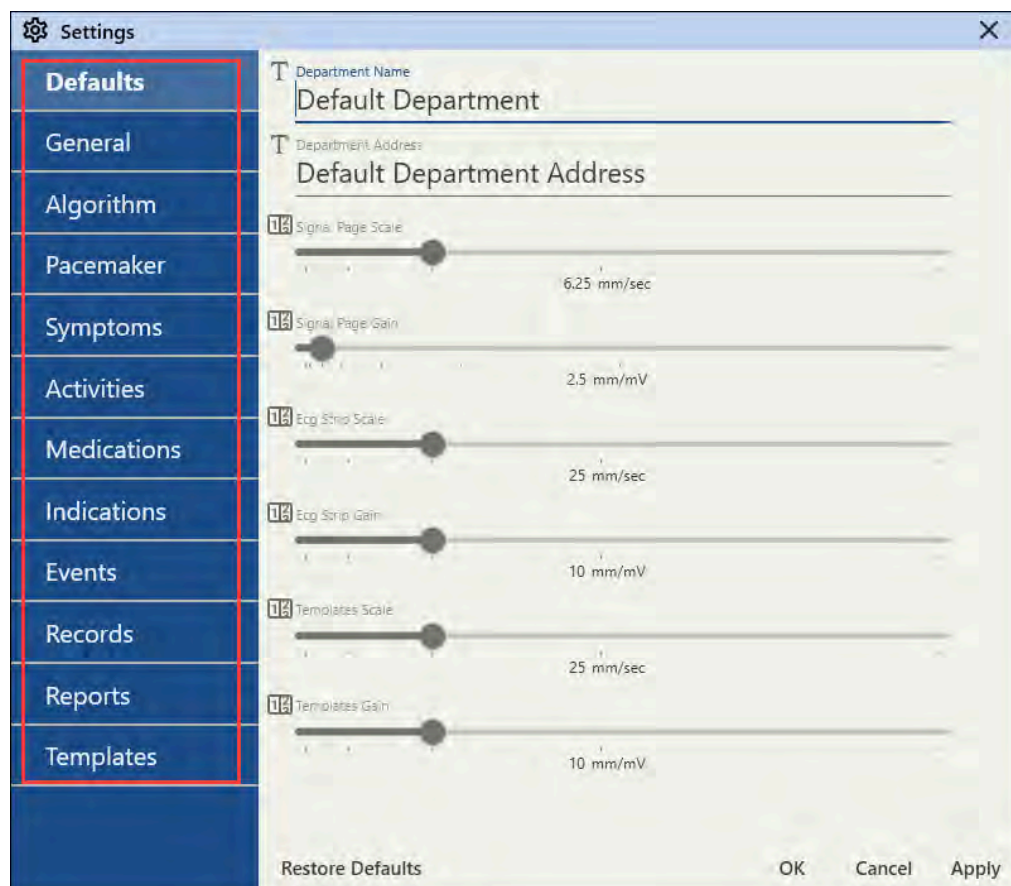 Settings
Defaults
General
Algorithm
Pacemaker
Symptoms
Activities
Medications
Indications
Events
Records
Reports
Templates
Department Name
Default Department
Department Address
Default Department Address
Signal Page Scale
6.25 mm/sec
Signal Page Gain
2.5 mm/mV
Ecg Strip Scale
25 mm/sec
Ecg Strip Gain
10 mm/mV
Templates Scale
25 mm/sec
Templates Gain
10 mm/mV
Restore Defaults OK Cancel Apply